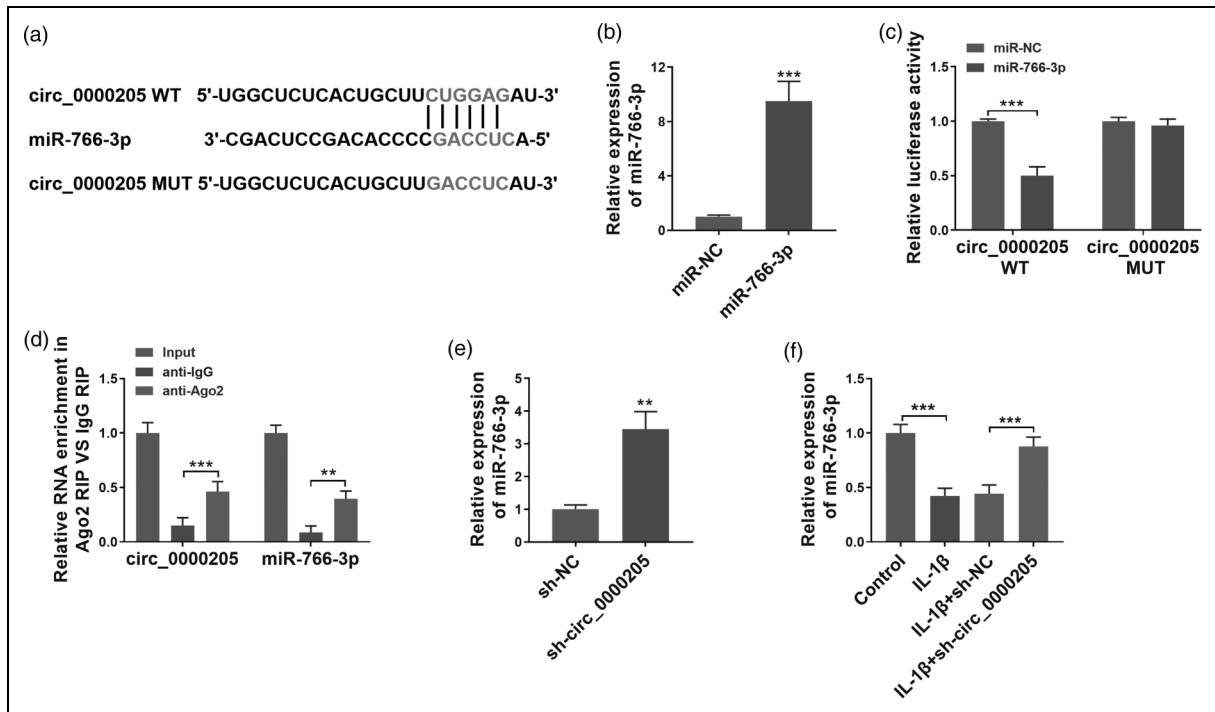 (a)
circ_0000205 WT 5'-UGGCUCUCACUGCUUCUGGAGAU-3'
miR-766-3p 3'-CGACUCCGACACCCCGACCUCA-5'
circ_0000205 MUT 5'-UGGCUCUCACUGCUUGACCUCAU-3'
(b)
Relative expression
of miR-766-3p
12
8
4
0
***
miR-NC
miR-766-3p
(c)
miR-NC
miR-766-3p
Relative luciferase activity
1.5
1.0
0.5
0.0
***
circ_0000205
WT
circ_0000205
MUT
(d)
Input
anti-IgG
anti-Ago2
Relative RNA enrichment in
Ago2 RIP VS IgG RIP
1.5
1.0
0.5
0.0
***
**
circ_0000205
miR-766-3p
(e)
Relative expression
of miR-766-3p
5
4
3
2
1
0
**
sh-NC
sh-circ_0000205
(f)
Relative expression
of miR-766-3p
1.5
1.0
0.5
0.0
***
***
Control
IL-1β
IL-1β+sh-NC
IL-1β+sh-circ_0000205